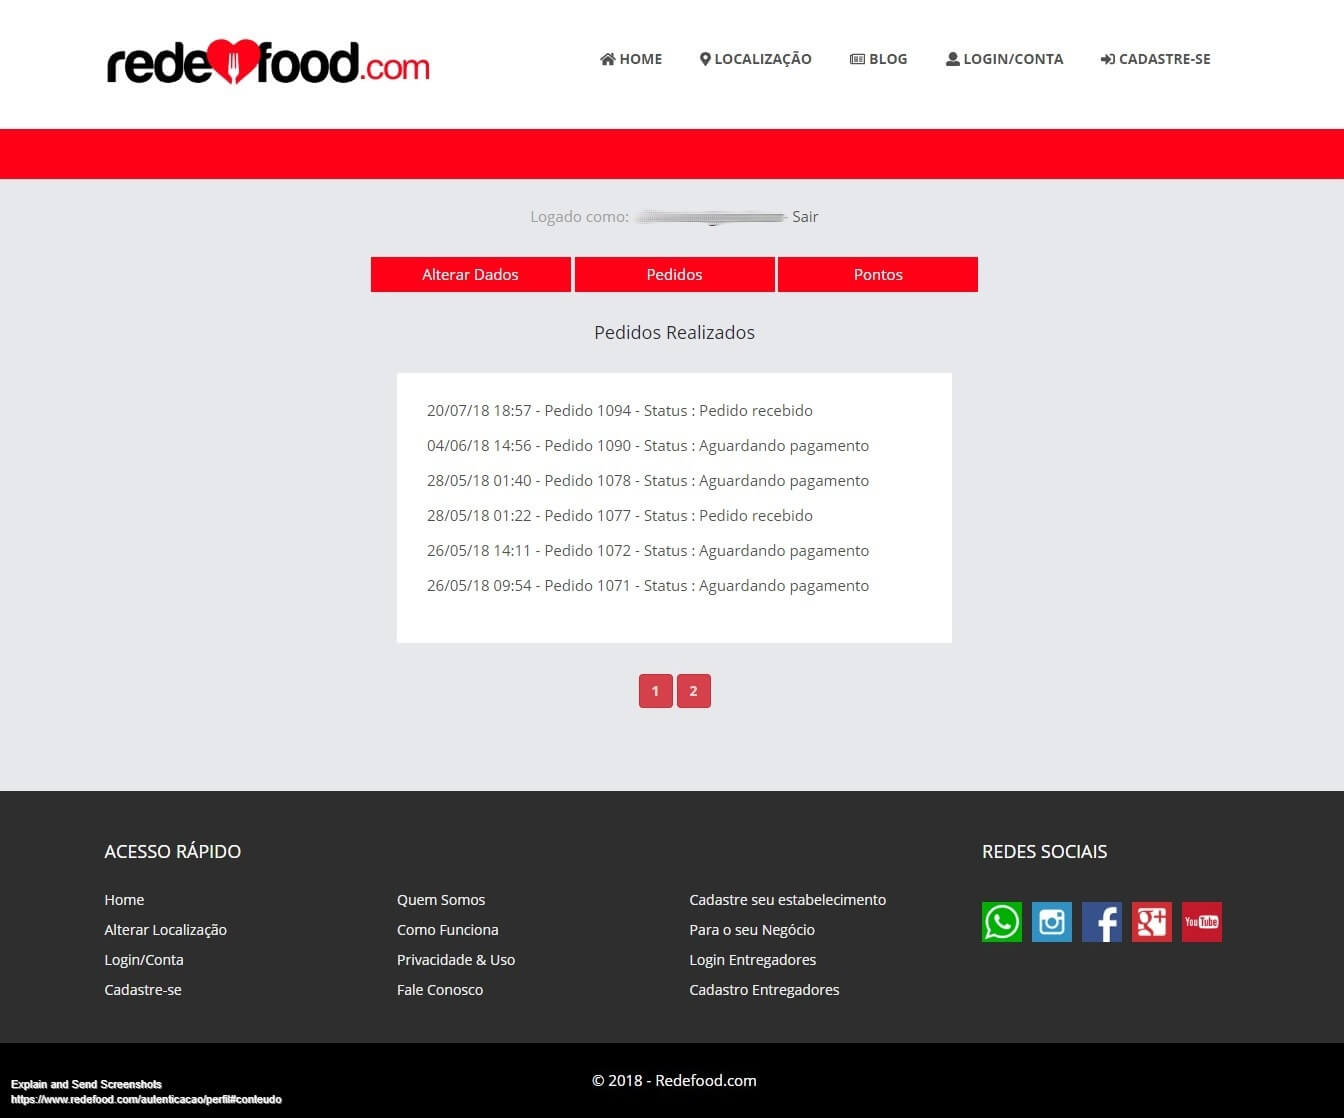 redefood.com
HOME LOCALIZAÇÃO BLOG LOGIN/CONTA CADASTRE-SE
Logado como: - Sair
Alterar Dados Pedidos Pontos
Pedidos Realizados
20/07/18 18:57 - Pedido 1094 - Status : Pedido recebido
04/06/18 14:56 - Pedido 1090 - Status : Aguardando pagamento
28/05/18 01:40 - Pedido 1078 - Status : Aguardando pagamento
28/05/18 01:22 - Pedido 1077 - Status : Pedido recebido
26/05/18 14:11 - Pedido 1072 - Status : Aguardando pagamento
26/05/18 09:54 - Pedido 1071 - Status : Aguardando pagamento
1 2
ACESSO RÁPIDO
Home
Alterar Localização
Login/Conta
Cadastre-se
Quem Somos
Como Funciona
Privacidade & Uso
Fale Conosco
Cadastre seu estabelecimento
Para o seu Negócio
Login Entregadores
Cadastro Entregadores
REDES SOCIAIS
You Tube
© 2018 - Redefood.com
Explain and Send Screenshots
https://www.redefood.com/autenticacao/perfil#conteudo